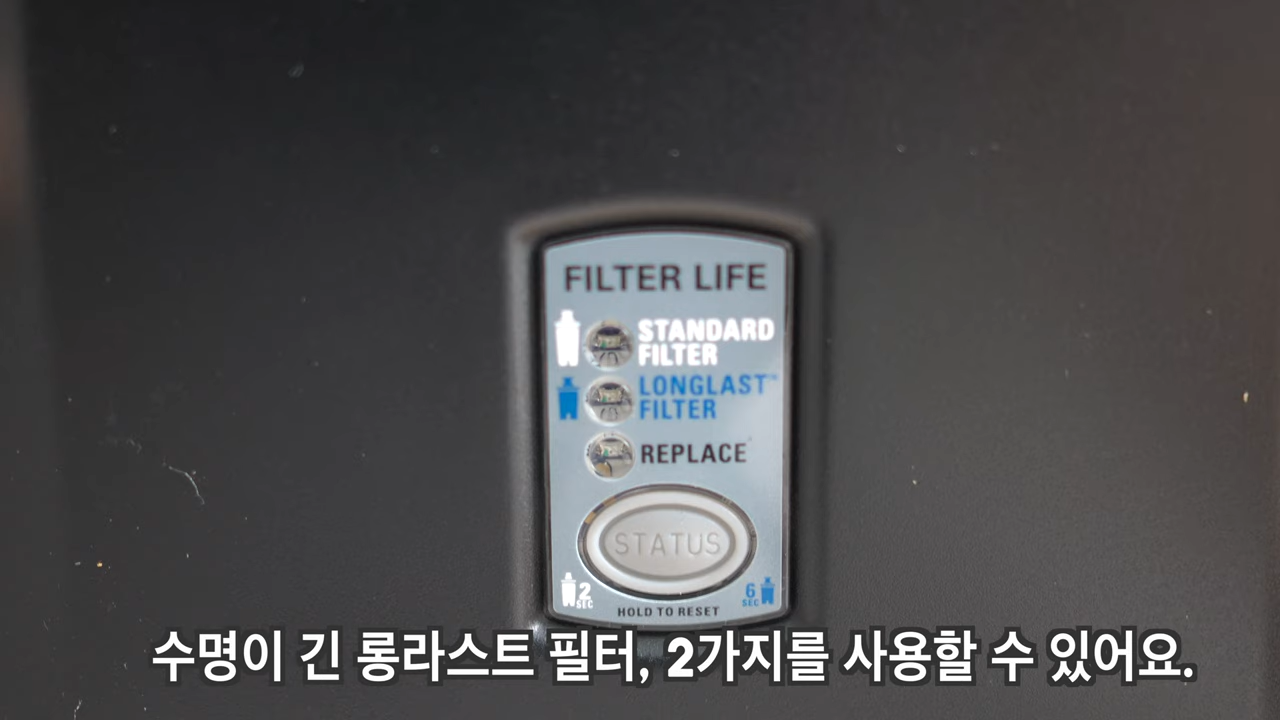 FILTER LIFE
STANDARD
FILTER
LONGLAST™
FILTER
REPLACE
STATUS
2
SEC
6
SEC
HOLD TO RESET
수명이 긴 롱라스트 필터, 2가지를 사용할 수 있어요.